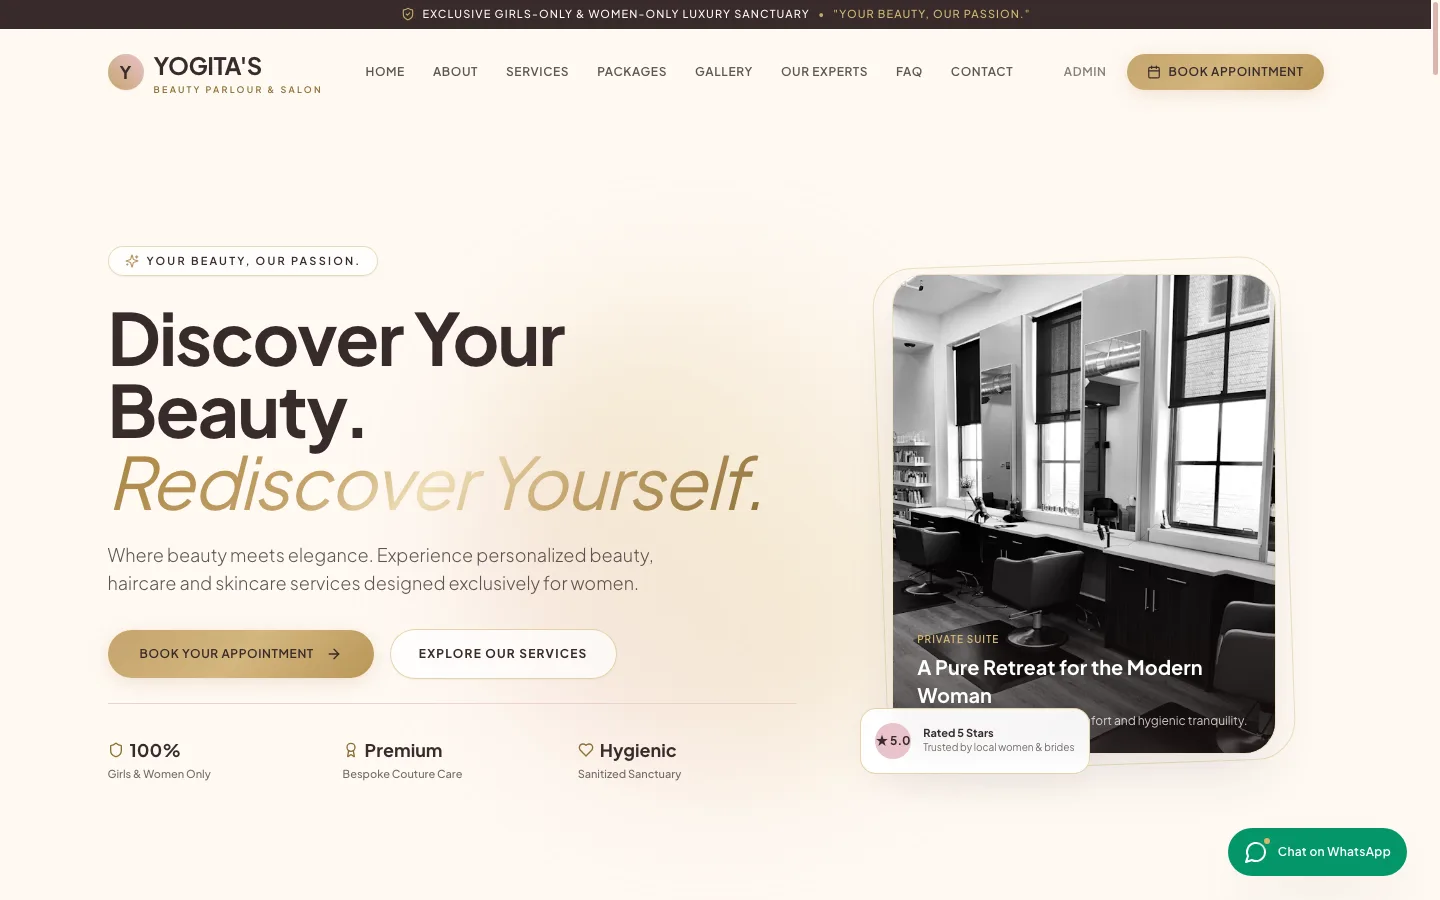 EXCLUSIVE GIRLS-ONLY & WOMEN-ONLY LUXURY SANCTUARY • "YOUR BEAUTY, OUR PASSION."
Y
YOGITA'S
BEAUTY PARLOUR & SALON
HOME
ABOUT
SERVICES
PACKAGES
GALLERY
OUR EXPERTS
FAQ
CONTACT
ADMIN
BOOK APPOINTMENT
YOUR BEAUTY, OUR PASSION.
Discover Your
Beauty.
Rediscover Yourself.
Where beauty meets elegance. Experience personalized beauty,
haircare and skincare services designed exclusively for women.
BOOK YOUR APPOINTMENT
EXPLORE OUR SERVICES
100%
Girls & Women Only
Premium
Bespoke Couture Care
Hygienic
Sanitized Sanctuary
PRIVATE SUITE
A Pure Retreat for the Modern
Woman
fort and hygienic tranquility.
★ 5.0
Rated 5 Stars
Trusted by local women & brides
Chat on WhatsApp